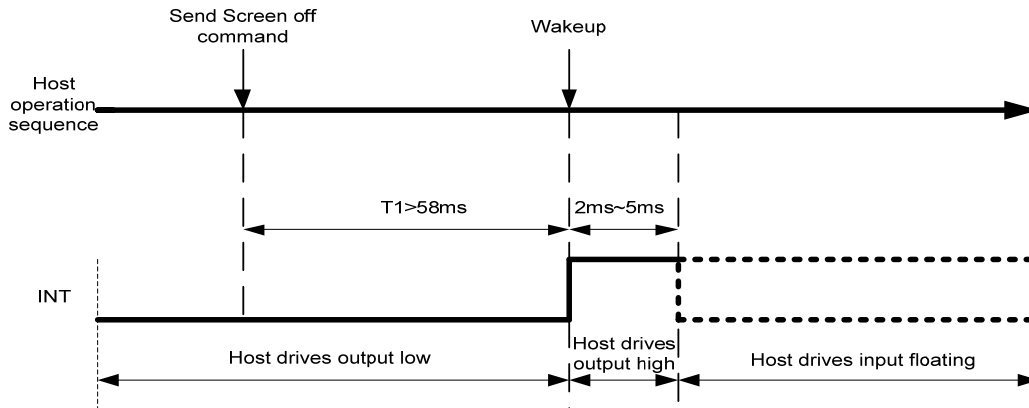 Send Screen off
command
Wakeup
Host
operation
sequence
T1>58ms
2ms~5ms
INT
Host drives output low
Host drives
output high
Host drives input floating